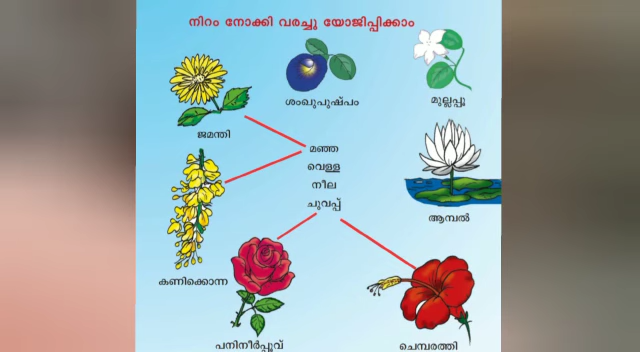 നിറം നോക്കി വരച്ചു യോജിപ്പിക്കാം
ശംഖുപുഷ്പം
മുല്ലപ്പൂ
ജമന്തി
മഞ്ഞ
വെള്ള
നീല
ചുവപ്പ്
ആമ്പൽ
കണിക്കൊന്ന
പനിനീർപ്പൂവ്
ചെമ്പരത്തി